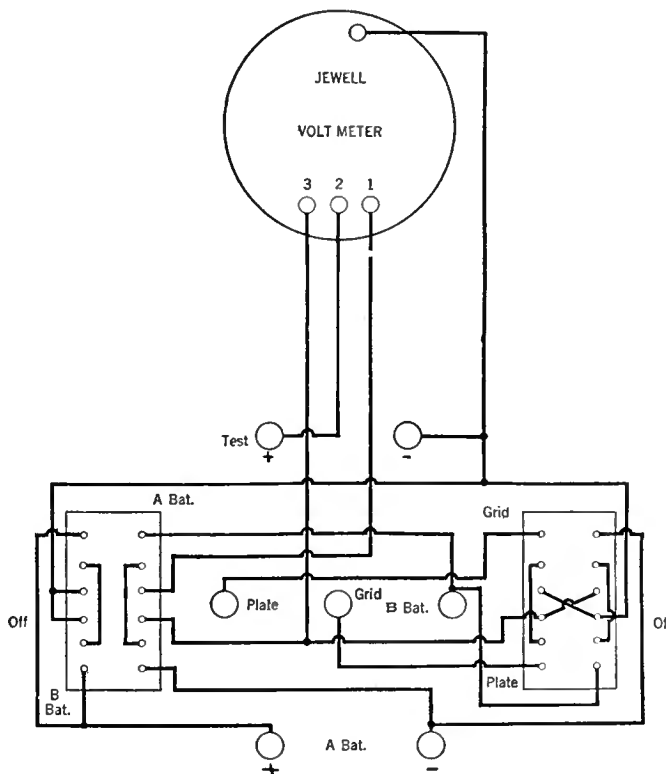 JEWELL
VOLT METER
3 2 1
Test
+
-
A Bat.
Grid
Plate
Grid
B Bat.
Off
Of
B
Bat.
Plate
A Bat.
+
-